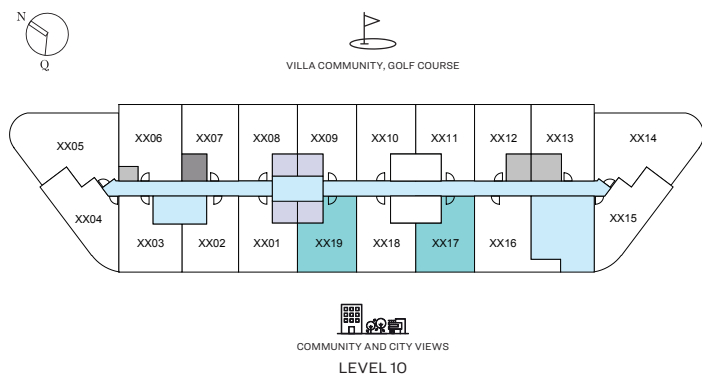 N
Q
VILLA COMMUNITY, GOLF COURSE
XX05
XX06
XX07
XX08
XX09
XX10
XX11
XX12
XX13
XX14
XX04
XX03
XX02
XX01
XX19
XX18
XX17
XX16
XX15
COMMUNITY AND CITY VIEWS
LEVEL 10